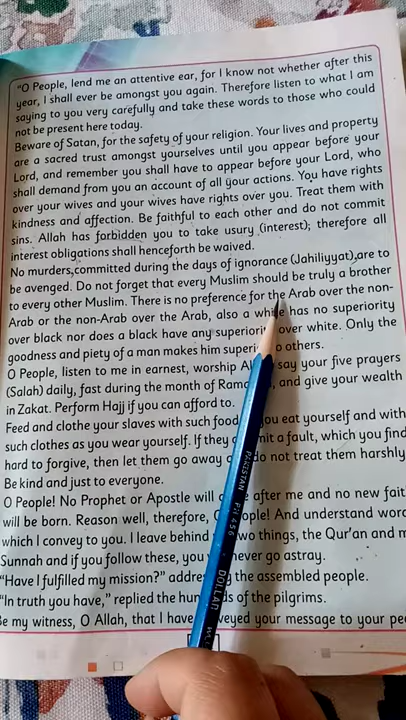 "O People, lend me an attentive ear, for I know not whether after this
year, I shall ever be amongst you again. Therefore listen to what I am
saying to you very carefully and take these words to those who could
not be present here today.
Beware of Satan, for the safety of your religion. Your lives and property
are a sacred trust amongst yourselves until you appear before your
Lord, and remember you shall have to appear before your Lord, who
shall demand from you an account of all your actions. You have rights
over your wives and your wives have rights over you. Treat them with
kindness and affection. Be faithful to each other and do not commit
sins. Allah has forbidden you to take usury (interest); therefore all
interest obligations shall henceforth be waived.
No murders, committed during the days of ignorance (Jahiliyyat), are to
be avenged. Do not forget that every Muslim should be truly a brother
to every other Muslim. There is no preference for the Arab over the non-
Arab or the non-Arab over the Arab, also a white has no superiority
over black nor does a black have any superiority over white. Only the
goodness and piety of a man makes him superi o others.
O People, listen to me in earnest, worship Al say your five prayers
(Salah) daily, fast during the month of Rama and give your wealth
in Zakat. Perform Hajj if you can afford to.
Feed and clothe your slaves with such food you eat yourself and with
such clothes as you wear yourself. If they mit a fault, which you find
hard to forgive, then let them go away do not treat them harshly
Be kind and just to everyone.
O People! No Prophet or Apostle will after me and no new fait
will be born. Reason well, therefore, ople! And understand word
which I convey to you. I leave behind two things, the Qur'an and m
Sunnah and if you follow these, you never go astray.
"Have I fulfilled my mission?" addre the assembled people.
"In truth you have," replied the hun ds of the pilgrims.
Be my witness, O Allah, that I have veyed your message to your pe
PAKISTAN
DOLLAR